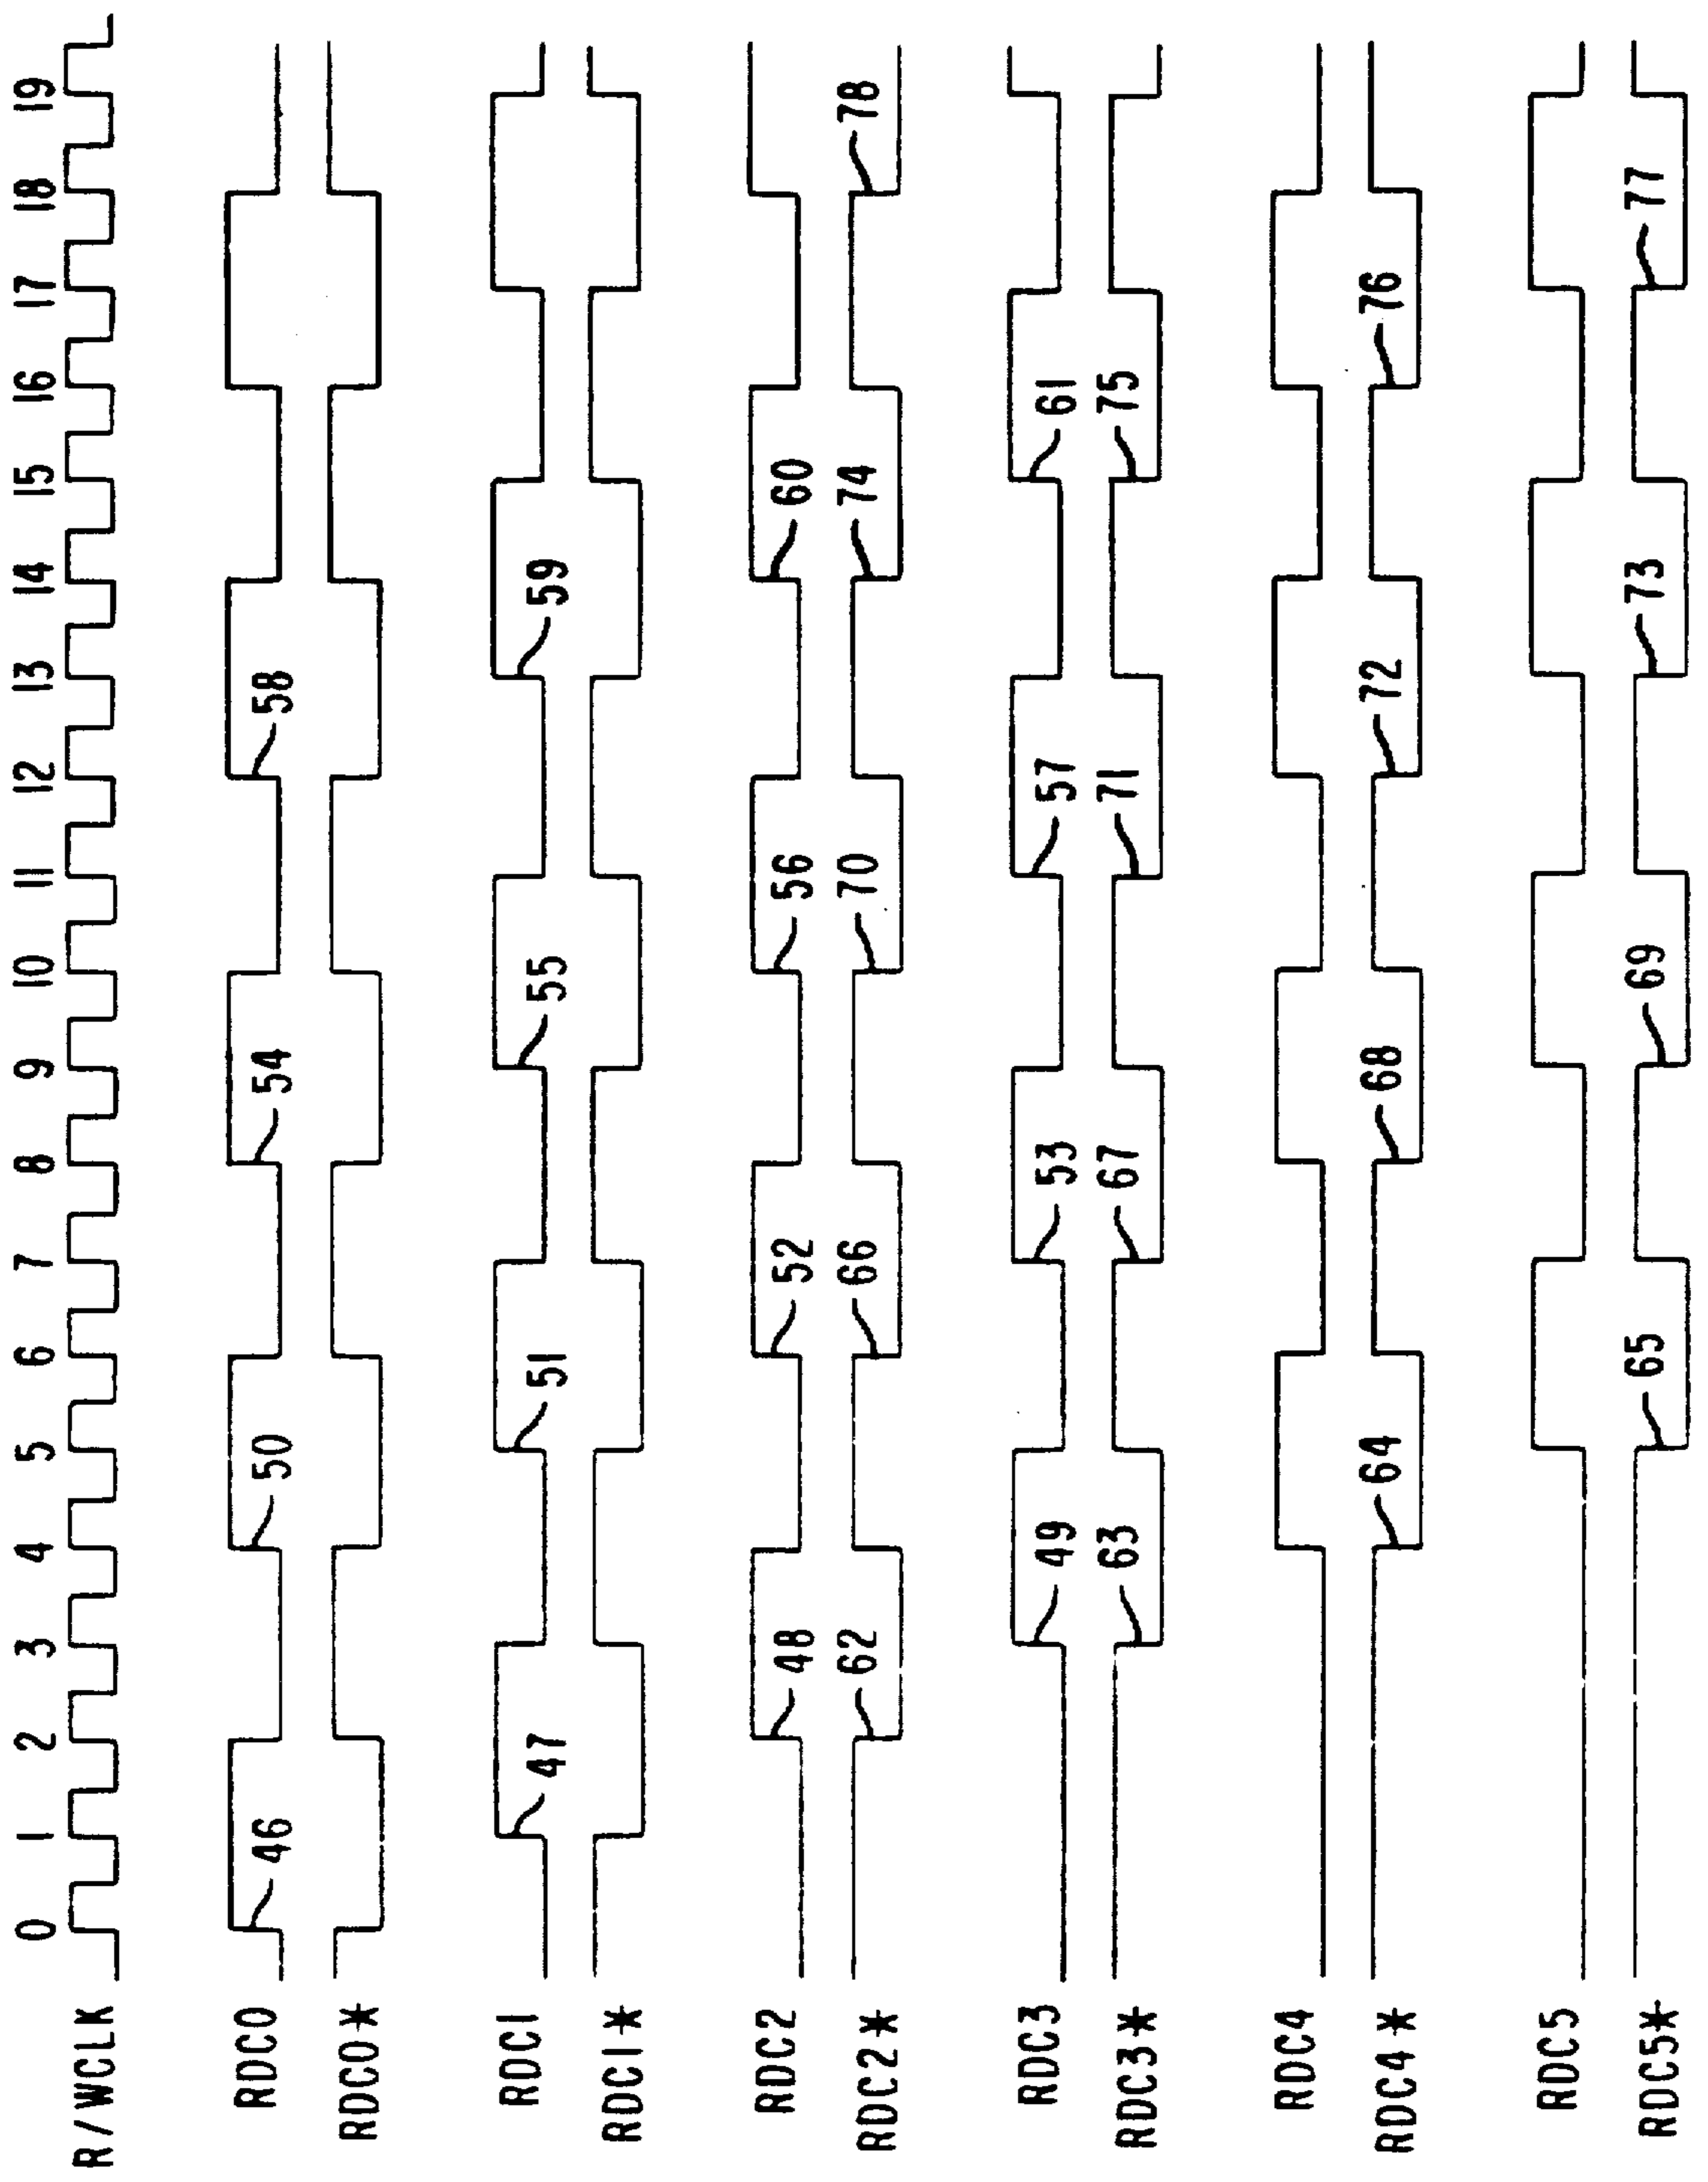 0 1 2 3 4 5 6 7 8 9 10 11 12 13 14 15 16 17 18 19
R/WCLK
RDC0 46 50 54 58
RDC0*
RDC1 47 51 55 59
RDC1*
RDC2 48 52 56 60
RDC2* 62 66 70 74 78
RDC3 49 53 57 61
RDC3* 63 67 71 75
RDC4
RDC4* 64 68 72 76
RDC5
RDC5* 65 69 73 77